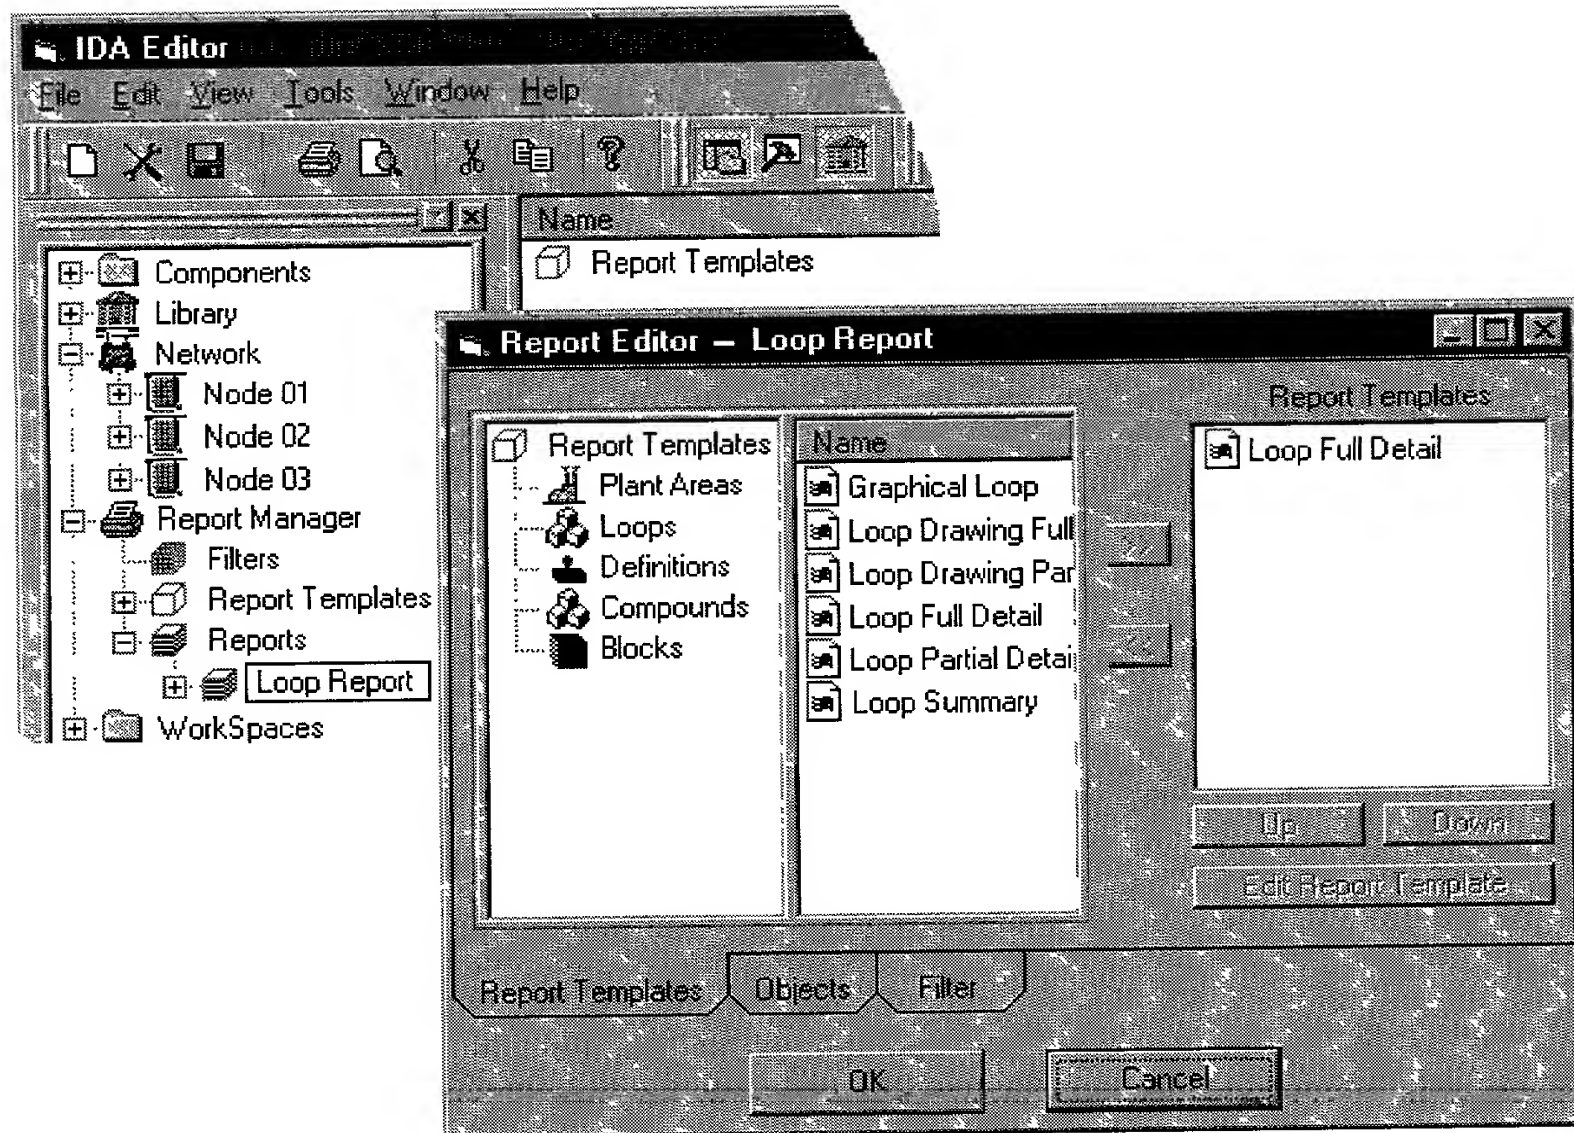 IDA Editor
File Edit View Tools Window Help
Name
Report Templates
Components
Library
Network
Node 01
Node 02
Node 03
Report Manager
Filters
Report Templates
Reports
Loop Report
WorkSpaces
Report Editor – Loop Report
Report Templates
Plant Areas
Loops
Definitions
Compounds
Blocks
Name
Graphical Loop
Loop Drawing Full
Loop Drawing Par
Loop Full Detail
Loop Partial Detai
Loop Summary
Report Templates
Loop Full Detail
Up Down
Edit Report Template
Report Templates Objects Filter
OK Cancel